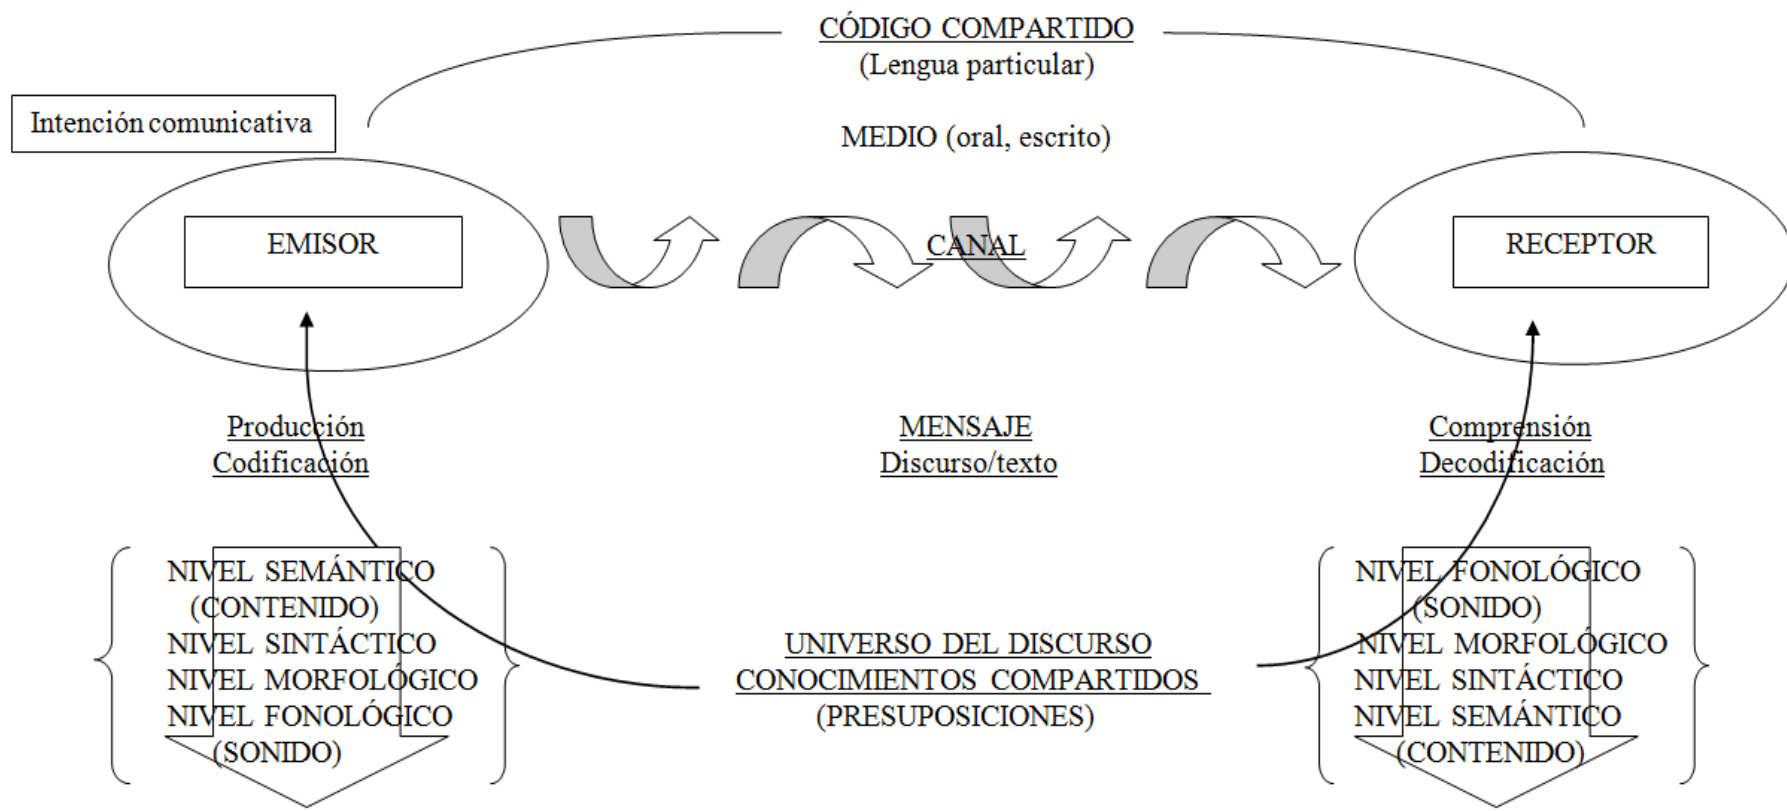 CÓDIGO COMPARTIDO
(Lengua particular)
Intención comunicativa
MEDIO (oral, escrito)
EMISOR
CANAL
RECEPTOR
Producción
Codificación
MENSAJE
Discurso/texto
Comprensión
Decodificación
NIVEL SEMÁNTICO
(CONTENIDO)
NIVEL SINTÁCTICO
NIVEL MORFOLÓGICO
NIVEL FONOLÓGICO
(SONIDO)
UNIVERSO DEL DISCURSO
CONOCIMIENTOS COMPARTIDOS
(PRESUPOSICIONES)
NIVEL FONOLÓGICO
(SONIDO)
NIVEL MORFOLÓGICO
NIVEL SINTÁCTICO
NIVEL SEMÁNTICO
(CONTENIDO)